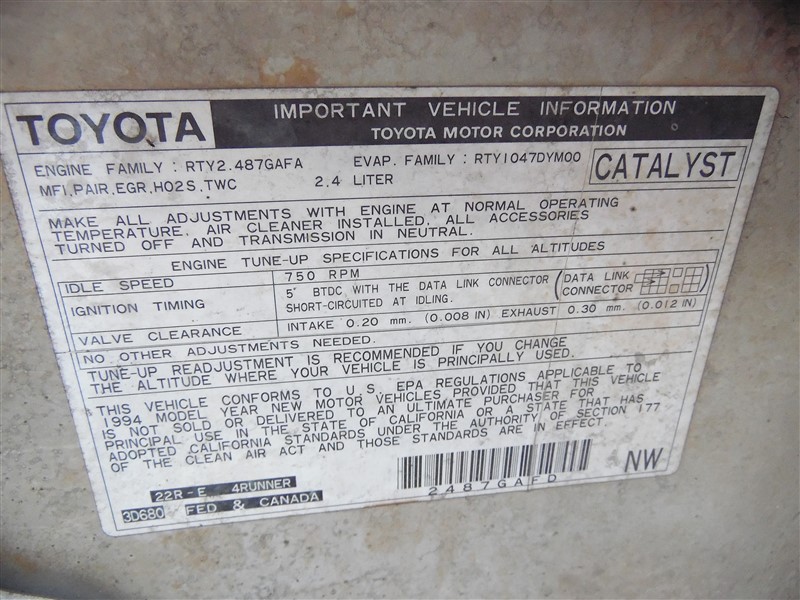 TOYOTA
IMPORTANT VEHICLE INFORMATION
TOYOTA MOTOR CORPORATION
ENGINE FAMILY : RTY2.487GAFA EVAP. FAMILY : RTY1047DYM00
MFI,PAIR,EGR,HO2S,TWC 2.4 LITER
CATALYST
MAKE ALL ADJUSTMENTS WITH ENGINE AT NORMAL OPERATING
TEMPERATURE, AIR CLEANER INSTALLED, ALL ACCESSORIES
TURNED OFF AND TRANSMISSION IN NEUTRAL.
ENGINE TUNE-UP SPECIFICATIONS FOR ALL ALTITUDES
IDLE SPEED 750 RPM
IGNITION TIMING 5° BTDC WITH THE DATA LINK CONNECTOR
SHORT-CIRCUITED AT IDLING.
(DATA LINK
CONNECTOR)
VALVE CLEARANCE INTAKE 0.20 mm. (0.008 IN) EXHAUST 0.30 mm. (0.012 IN)
NO OTHER ADJUSTMENTS NEEDED.
TUNE-UP READJUSTMENT IS RECOMMENDED IF YOU CHANGE
THE ALTITUDE WHERE YOUR VEHICLE IS PRINCIPALLY USED.
THIS VEHICLE CONFORMS TO U.S. EPA REGULATIONS APPLICABLE TO
1994 MODEL YEAR NEW MOTOR VEHICLES PROVIDED THAT THIS VEHICLE
IS NOT SOLD OR DELIVERED TO AN ULTIMATE PURCHASER FOR
PRINCIPAL USE IN THE STATE OF CALIFORNIA OR A STATE THAT HAS
ADOPTED CALIFORNIA STANDARDS UNDER THE AUTHORITY OF SECTION 177
OF THE CLEAN AIR ACT AND THOSE STANDARDS ARE IN EFFECT.
22R-E 4RUNNER
3D680 FED & CANADA
2487GAFD
NW